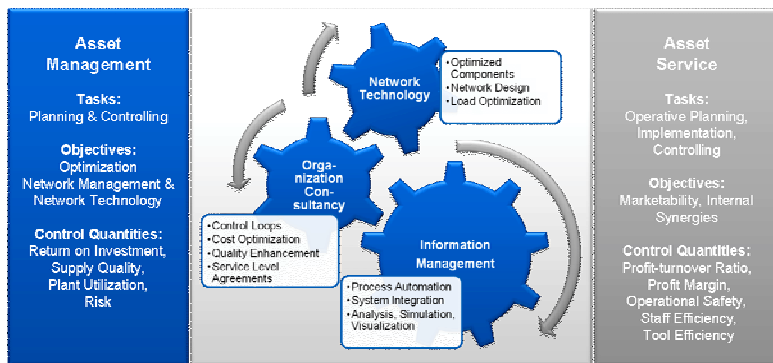 Asset
Management
Tasks:
Planning & Controlling
Objectives:
Optimization
Network Management &
Network Technology
Control Quantities:
Return on Investment,
Supply Quality,
Plant Utilization,
Risk
Network
Technology
•Optimized
Components
•Network Design
•Load Optimization
Orga-
nization
Con-
sultancy
•Control Loops
•Cost Optimization
•Quality Enhancement
•Service Level
Agreements
Information
Management
•Process Automation
•System Integration
•Analysis, Simulation,
Visualization
Asset
Service
Tasks:
Operative Planning,
Implementation,
Controlling
Objectives:
Marketability, Internal
Synergies
Control Quantities:
Profit-turnover Ratio,
Profit Margin,
Operational Safety,
Staff Efficiency,
Tool Efficiency